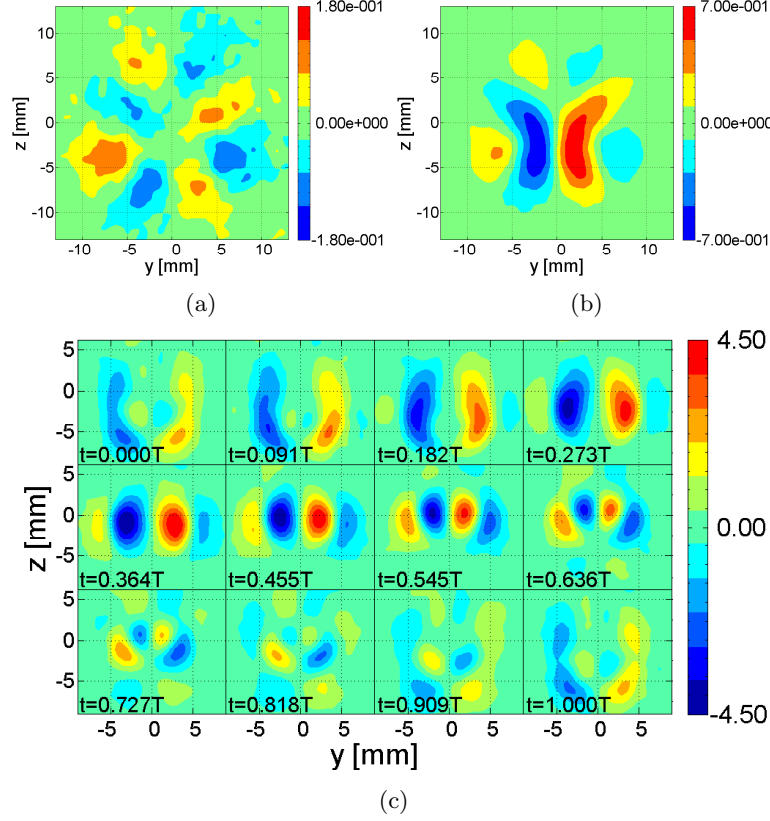 1.80e-001
7.00e-001
10
5
0
-5
-10
z [mm]
0.00e+000
10
5
0
-5
-10
z [mm]
0.00e+000
-1.80e-001
-7.00e-001
-10 -5 0 5 10
-10 -5 0 5 10
y [mm]
y [mm]
(a)
(b)
5
0
-5
t=0.000T t=0.091T t=0.182T t=0.273T
4.50
5
0
-5
t=0.364T t=0.455T t=0.545T t=0.636T
0.00
z [mm]
5
0
-5
t=0.727T t=0.818T t=0.909T t=1.000T
-4.50
-5 0 5 -5 0 5 -5 0 5 -5 0 5
y [mm]
(c)